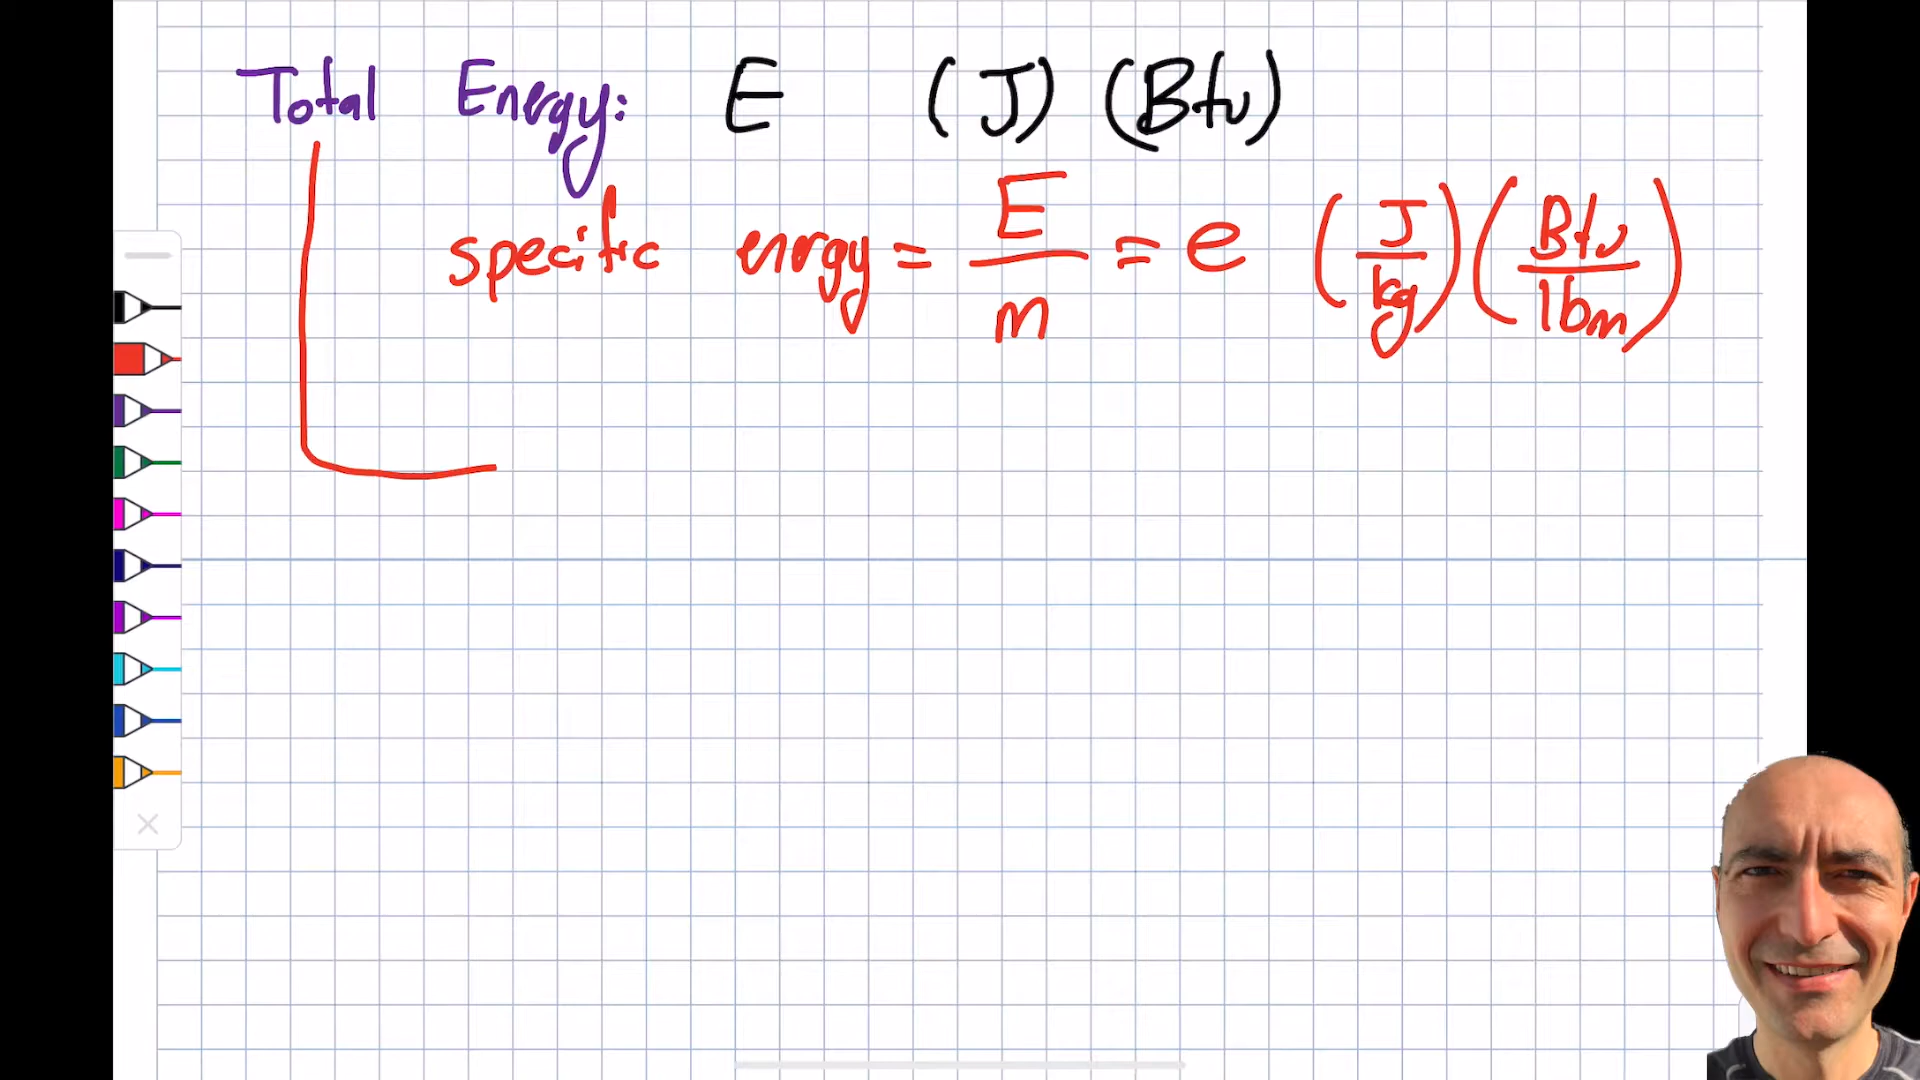 Total Energy: E (J) (Btu)
specific energy = E/m = e (J/kg) (Btu/lbm)